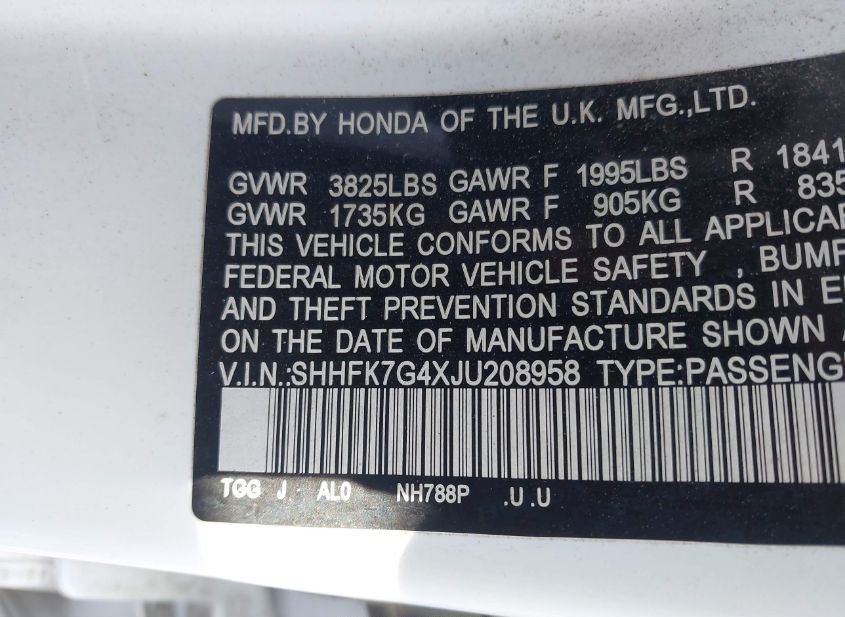 MFD.BY HONDA OF THE U.K. MFG.,LTD.
GVWR 3825LBS GAWR F 1995LBS R 1841
GVWR 1735KG GAWR F 905KG R 835
THIS VEHICLE CONFORMS TO ALL APPLICAB
FEDERAL MOTOR VEHICLE SAFETY , BUMP
AND THEFT PREVENTION STANDARDS IN E
ON THE DATE OF MANUFACTURE SHOWN A
V.I.N.:SHHFK7G4XJU208958 TYPE:PASSENG
TGG J AL0 NH788P .U .U